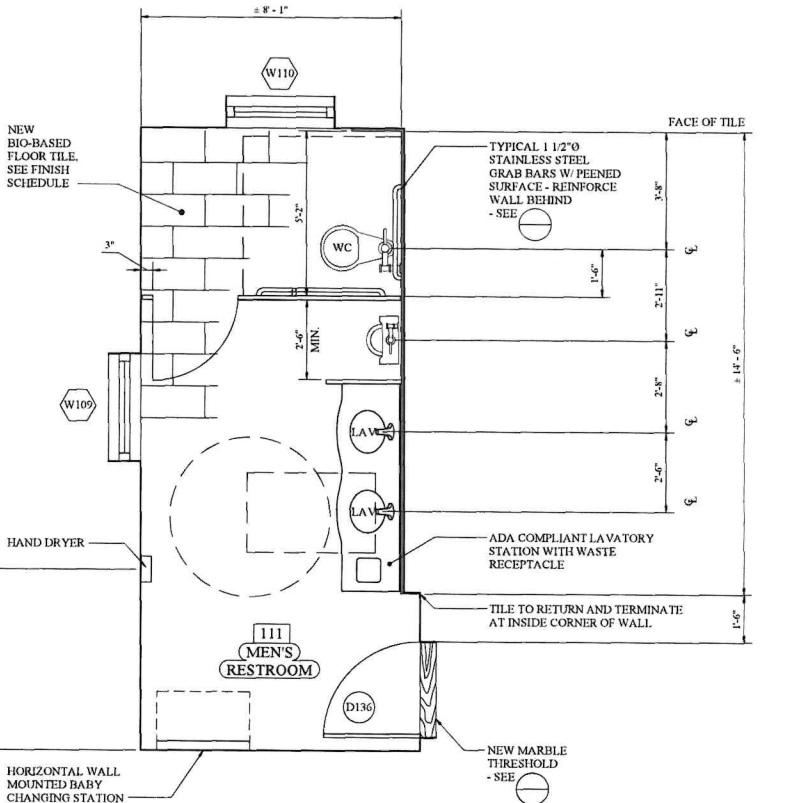 ± 8' - 1"
W110
FACE OF TILE
NEW
BIO-BASED
FLOOR TILE,
SEE FINISH
SCHEDULE
TYPICAL 1 1/2"Ø
STAINLESS STEEL
GRAB BARS W/ PEENED
SURFACE - REINFORCE
WALL BEHIND
- SEE
3'-8"
5'-2"
WC
3"
1'-6"
℄
2'-11"
2'-6"
MIN.
℄
± 14' - 6"
W109
2'-8"
LAV
℄
2'-6"
LAV
℄
HAND DRYER
ADA COMPLIANT LAVATORY
STATION WITH WASTE
RECEPTACLE
TILE TO RETURN AND TERMINATE
AT INSIDE CORNER OF WALL
1'-6"
111
MEN'S
RESTROOM
D136
NEW MARBLE
THRESHOLD
- SEE
HORIZONTAL WALL
MOUNTED BABY
CHANGING STATION